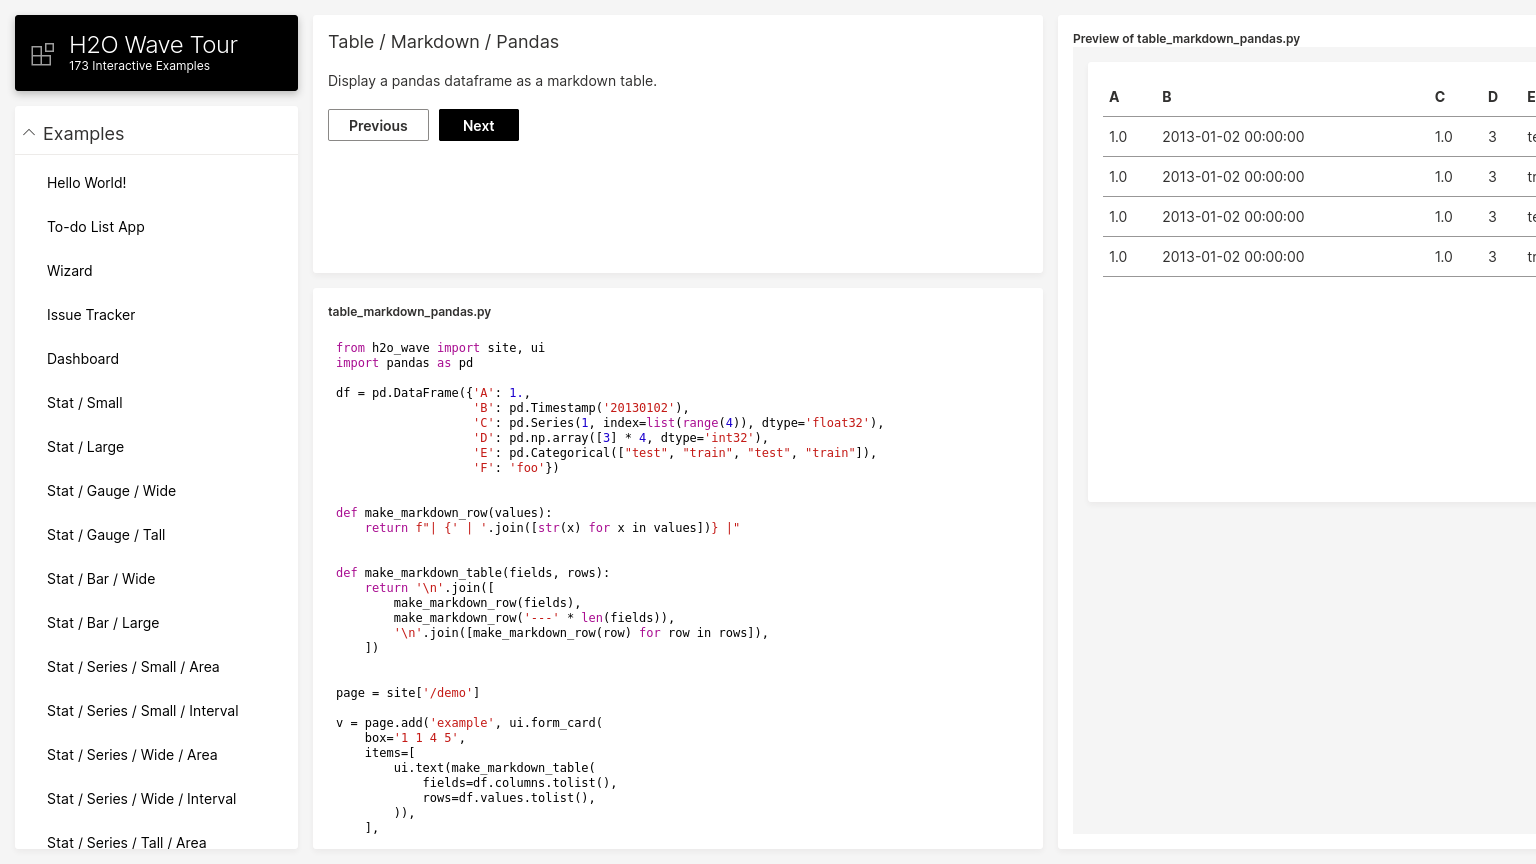 H2O Wave Tour
173 Interactive Examples
Examples
Hello World!
To-do List App
Wizard
Issue Tracker
Dashboard
Stat / Small
Stat / Large
Stat / Gauge / Wide
Stat / Gauge / Tall
Stat / Bar / Wide
Stat / Bar / Large
Stat / Series / Small / Area
Stat / Series / Small / Interval
Stat / Series / Wide / Area
Stat / Series / Wide / Interval
Stat / Series / Tall / Area
Table / Markdown / Pandas
Display a pandas dataframe as a markdown table.
Previous Next
table_markdown_pandas.py
from h2o_wave import site, ui
import pandas as pd
df = pd.DataFrame({'A': 1.,
'B': pd.Timestamp('20130102'),
'C': pd.Series(1, index=list(range(4)), dtype='float32'),
'D': pd.np.array([3] * 4, dtype='int32'),
'E': pd.Categorical(["test", "train", "test", "train"]),
'F': 'foo'})
def make_markdown_row(values):
return f"| {' | '.join([str(x) for x in values])} |"
def make_markdown_table(fields, rows):
return '\n'.join([
make_markdown_row(fields),
make_markdown_row('---' * len(fields)),
'\n'.join([make_markdown_row(row) for row in rows]),
])
page = site['/demo']
v = page.add('example', ui.form_card(
box='1 1 4 5',
items=[
ui.text(make_markdown_table(
fields=df.columns.tolist(),
rows=df.values.tolist(),
)),
],
Preview of table_markdown_pandas.py
A B C D E
1.0 2013-01-02 00:00:00 1.0 3 te
1.0 2013-01-02 00:00:00 1.0 3 tr
1.0 2013-01-02 00:00:00 1.0 3 te
1.0 2013-01-02 00:00:00 1.0 3 tr